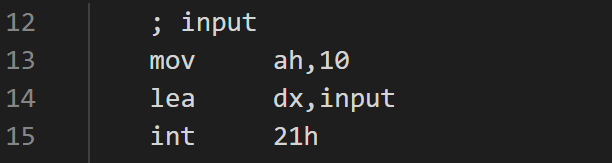 12 ; input
13 mov ah,10
14 lea dx,input
15 int 21h